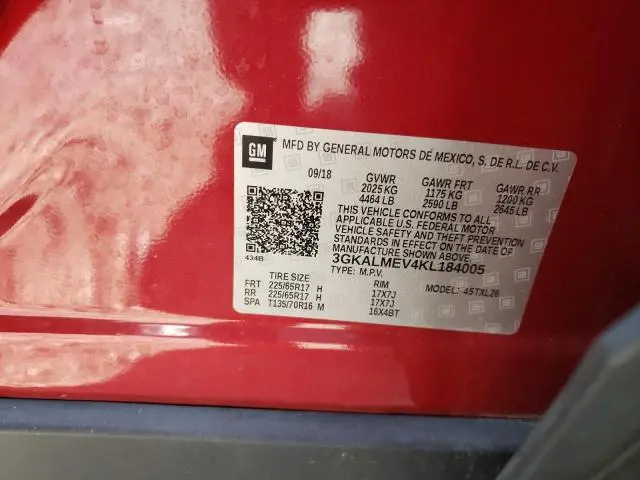 GM MFD BY GENERAL MOTORS DE MEXICO, S. DE R.L. DE C.V.
09/18 GVWR GAWR FRT GAWR RR
2025 KG 1175 KG 1200 KG
4464 LB 2590 LB 2645 LB
THIS VEHICLE CONFORMS TO ALL
APPLICABLE U.S. FEDERAL MOTOR
VEHICLE SAFETY AND THEFT PREVENTION
STANDARDS IN EFFECT ON THE DATE OF
MANUFACTURE SHOWN ABOVE.
434B 3GKALMEV4KL184005
TYPE: M.P.V. MODEL: 45TXL26
TIRE SIZE RIM
FRT 225/65R17 H 17X7J
RR 225/65R17 H 17X7J
SPA T135/70R16 M 16X4BT